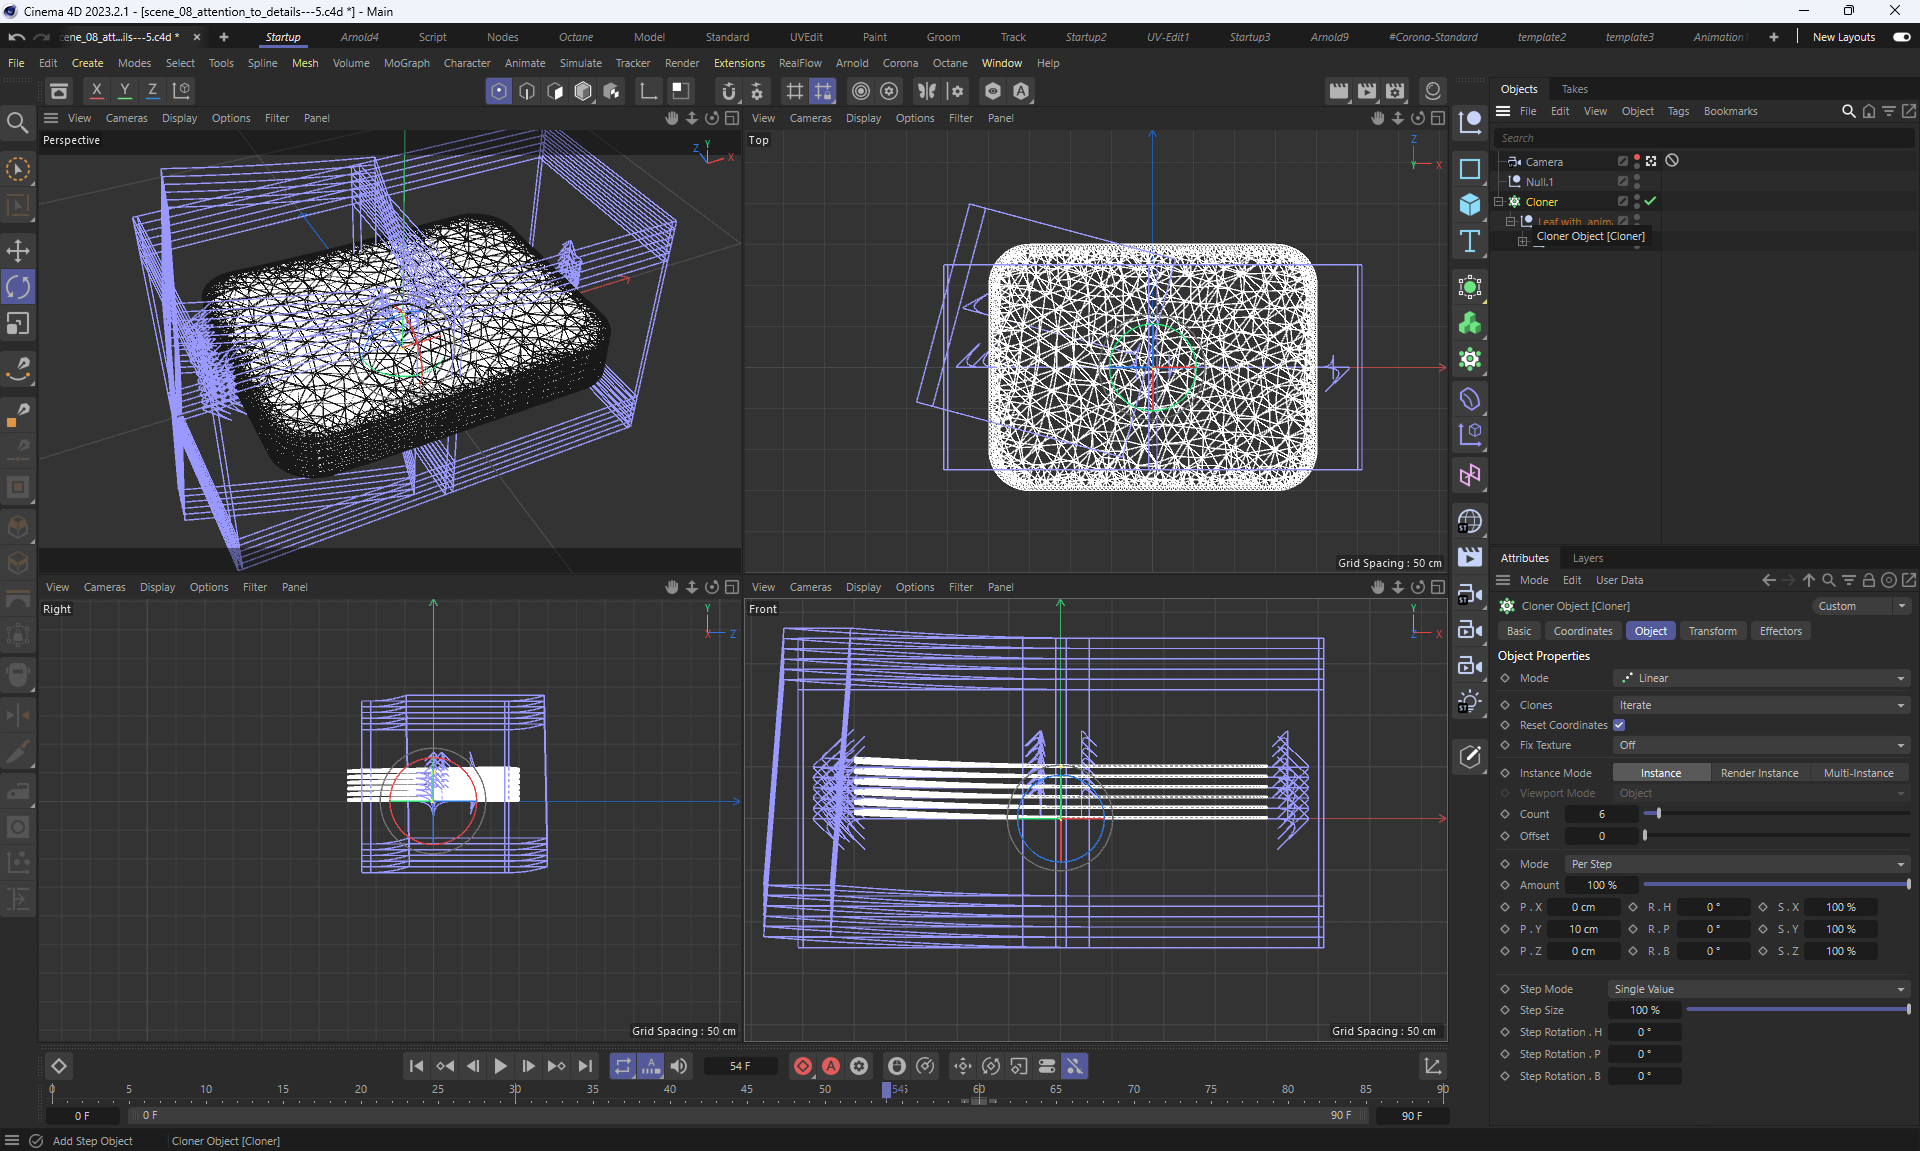 Cinema 4D 2023.2.1 - [scene_08_attention_to_details---5.c4d *] - Main
ene_08_att...ils---5.c4d *
Startup Arnold4 Script Nodes Octane Model Standard UVEdit Paint Groom Track Startup2 UV-Edit1 Startup3 Arnold9 #Corona-Standard template2 template3 Animation New Layouts
File Edit Create Modes Select Tools Spline Mesh Volume MoGraph Character Animate Simulate Tracker Render Extensions RealFlow Arnold Corona Octane Window Help
X Y Z
Objects Takes
File Edit View Object Tags Bookmarks
Search
Camera
Null.1
Cloner
Leaf with_anim
Cloner Object [Cloner]
View Cameras Display Options Filter Panel
Perspective
Z Y X
View Cameras Display Options Filter Panel
Top
Z Y X
Grid Spacing : 50 cm
View Cameras Display Options Filter Panel
Right
Y X Z
Grid Spacing : 50 cm
View Cameras Display Options Filter Panel
Front
Y Z X
Grid Spacing : 50 cm
ST
ST
ST
Attributes Layers
Mode Edit User Data
Cloner Object [Cloner] Custom
Basic Coordinates Object Transform Effectors
Object Properties
Mode Linear
Clones Iterate
Reset Coordinates
Fix Texture Off
Instance Mode Instance Render Instance Multi-Instance
Viewport Mode Object
Count 6
Offset 0
Mode Per Step
Amount 100 %
P . X 0 cm R . H 0 ° S . X 100 %
P . Y 10 cm R . P 0 ° S . Y 100 %
P . Z 0 cm R . B 0 ° S . Z 100 %
Step Mode Single Value
Step Size 100 %
Step Rotation . H 0 °
Step Rotation . P 0 °
Step Rotation . B 0 °
54 F
0 5 10 15 20 25 30 35 40 45 50 54 60 65 70 75 80 85 90
0 F 0 F 90 F 90 F
Add Step Object Cloner Object [Cloner]